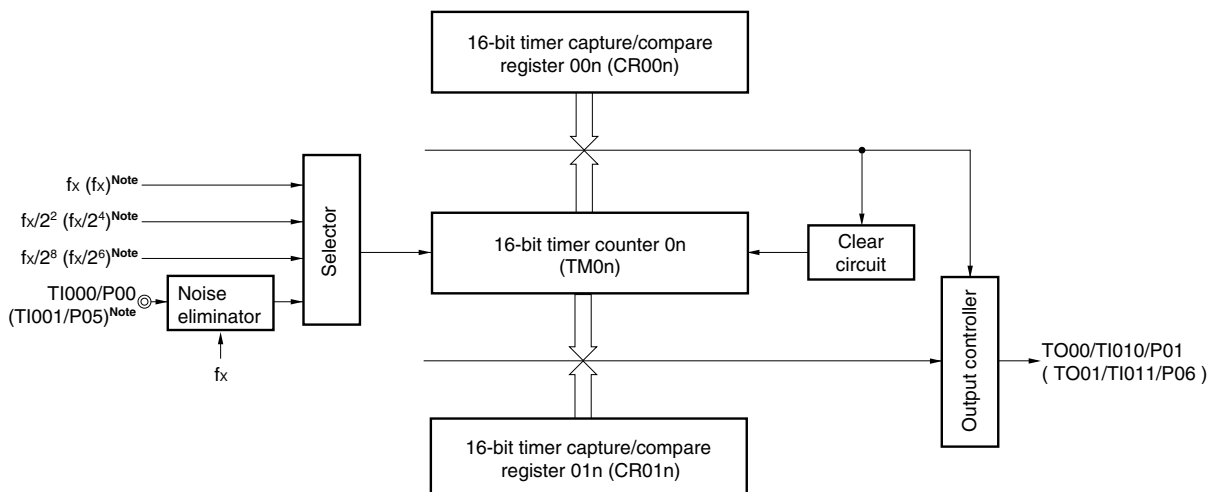 16-bit timer capture/compare
register 00n (CR00n)
fx (fx)Note
fx/2² (fx/2⁴)Note
fx/2⁸ (fx/2⁶)Note
TI000/P00
(TI001/P05)Note
Noise
eliminator
fx
Selector
16-bit timer counter 0n
(TM0n)
Clear
circuit
Output controller
TO00/TI010/P01
( TO01/TI011/P06 )
16-bit timer capture/compare
register 01n (CR01n)